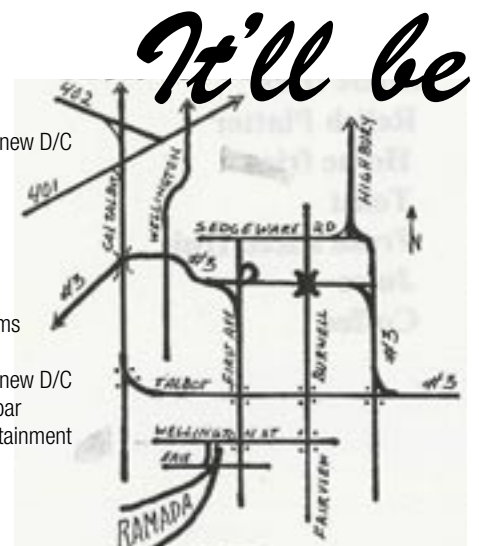 It'll be
new D/C
ms
new D/C
bar
tainment
402
401
COL TALBOT
WELLINGTON
HIGHBURY
SEDGEWARE RD
N
#3
#3
FIRST AVE
BURWELL
#3
TALBOT
#3
WELLINGTON ST
FAIRVIEW
RAMADA